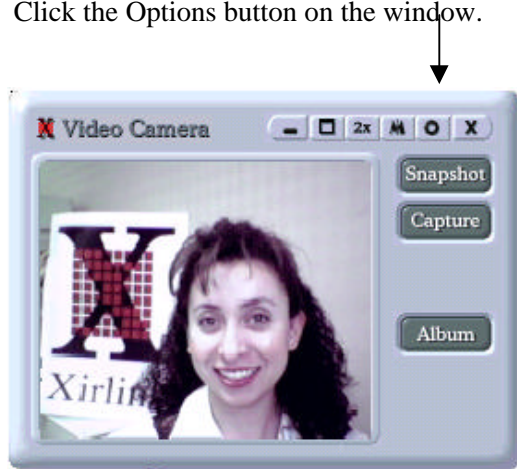 Click the Options button on the window.
X Video Camera
2x
X
Snapshot
Capture
Album
X
Xirlin